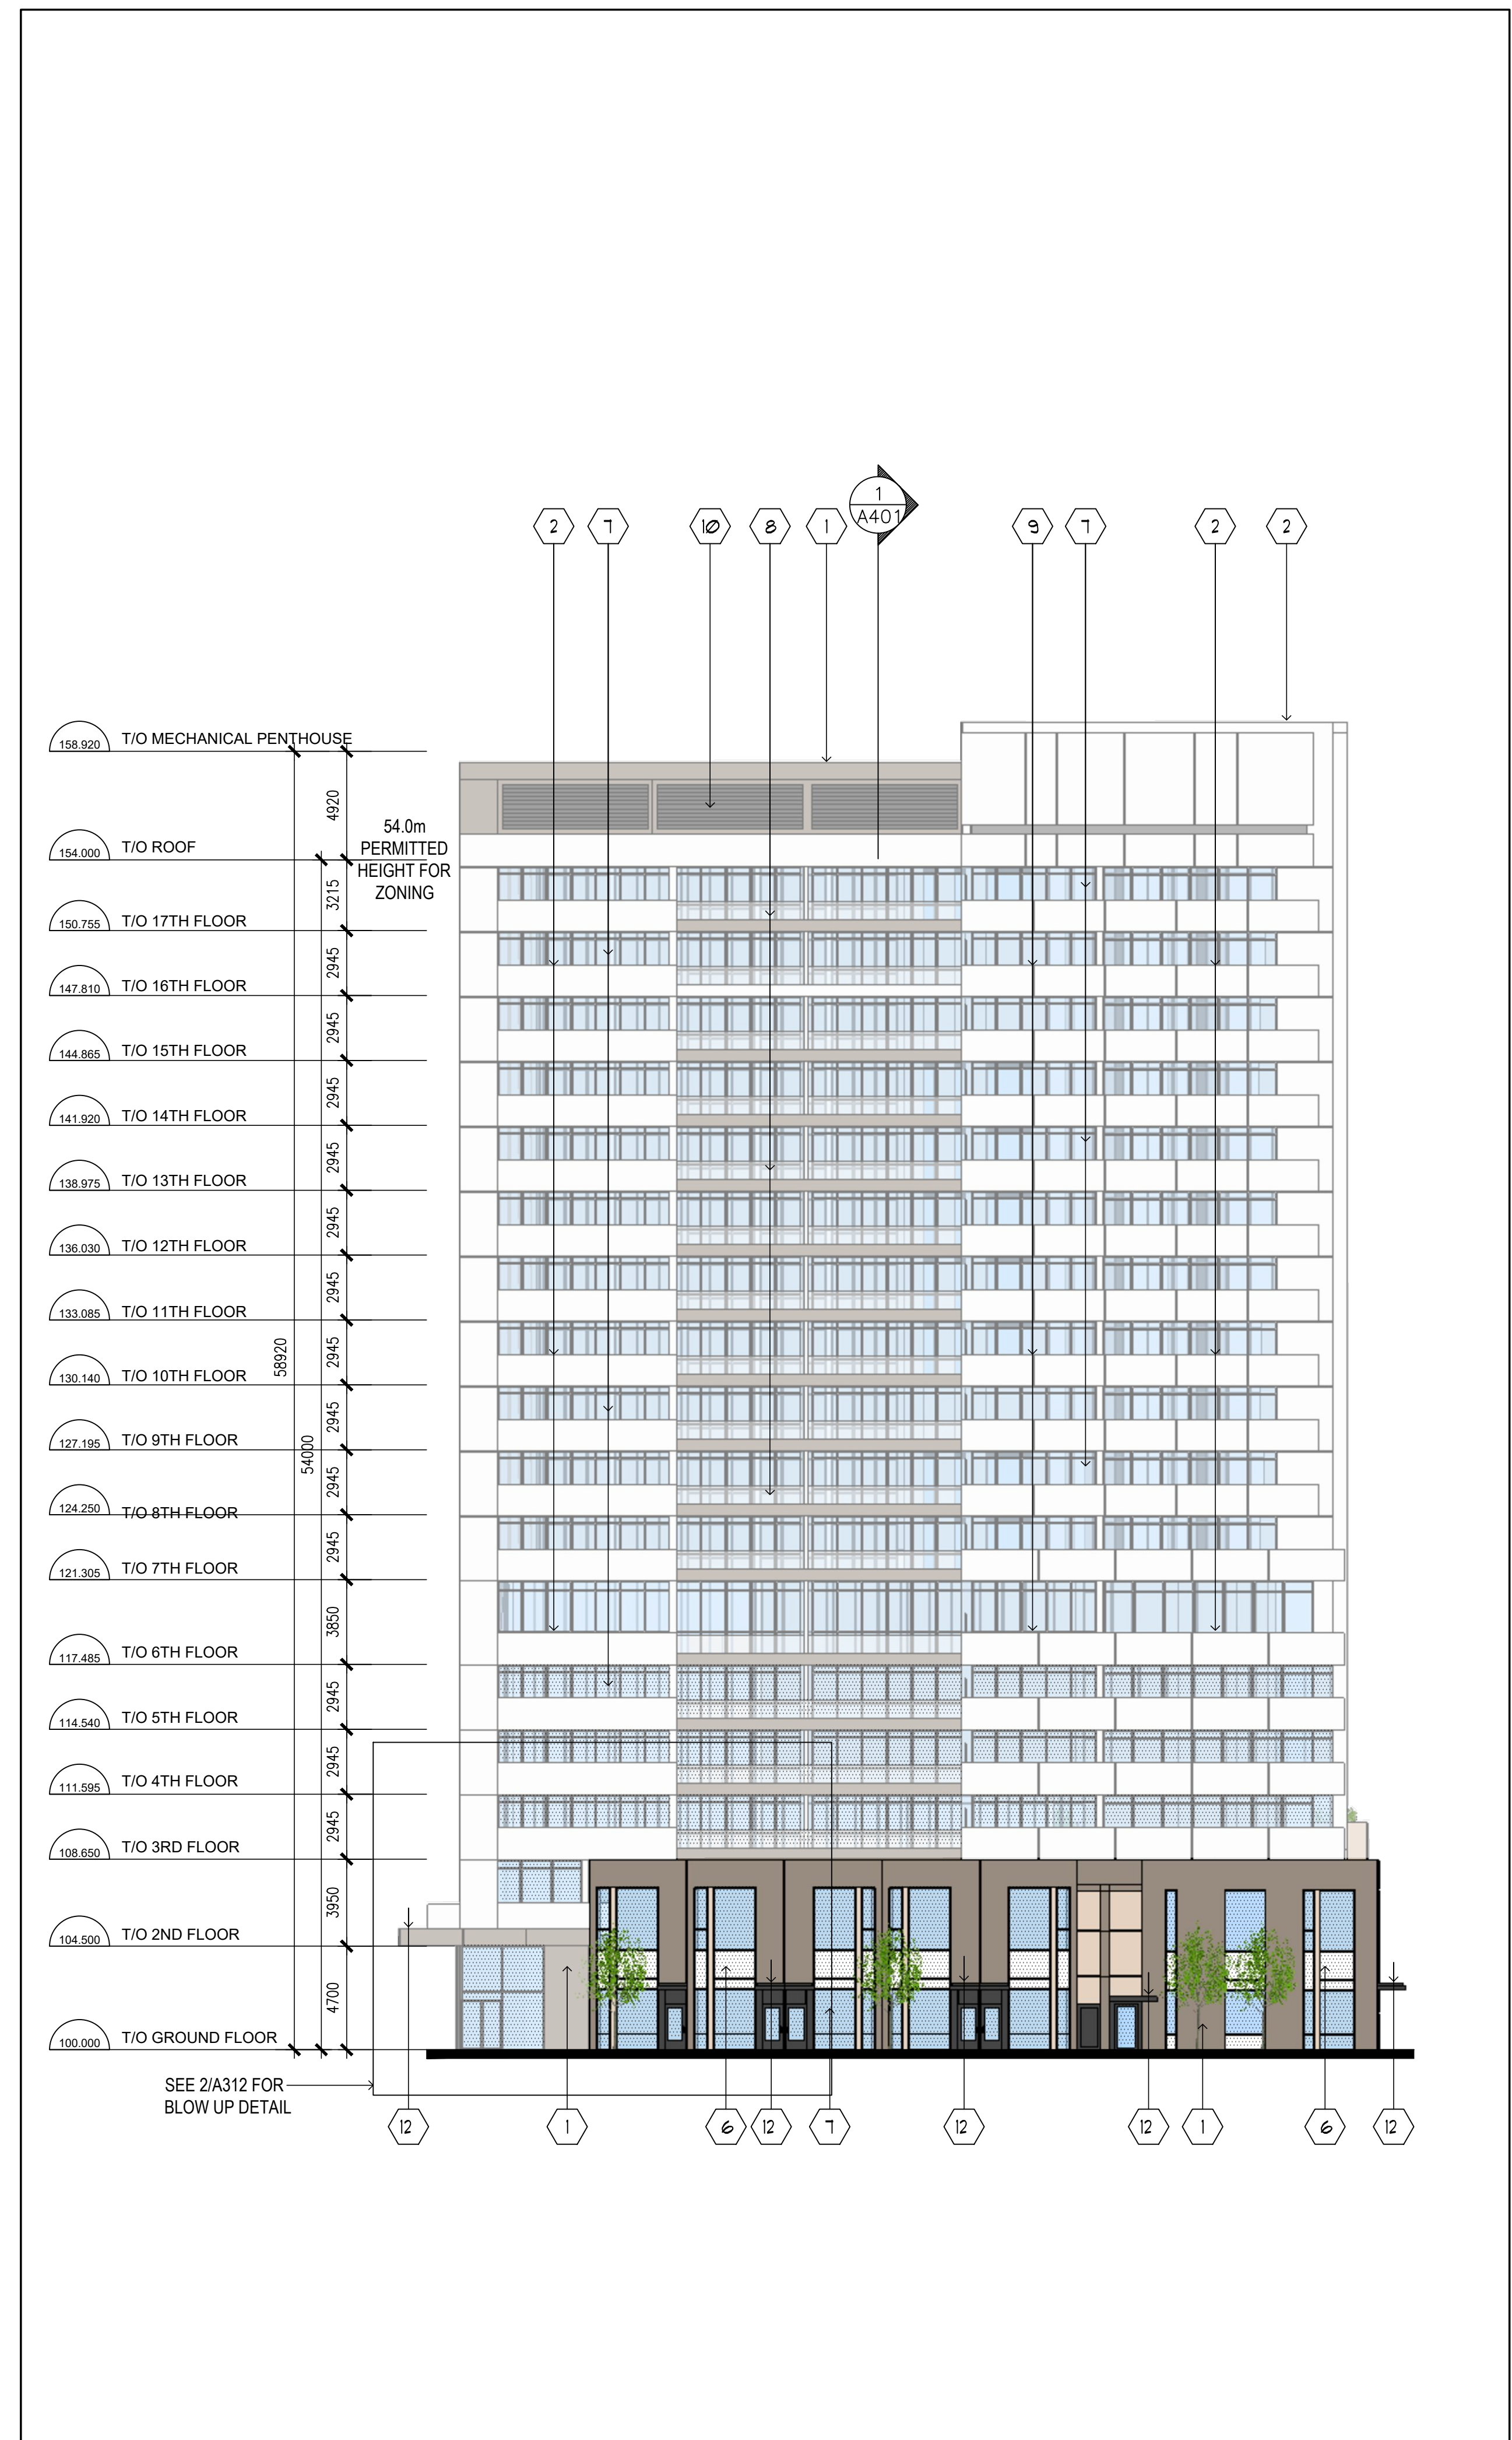 2
7
10
8
1
1
A401
9
7
2
2
158.920 T/O MECHANICAL PENTHOUSE
4920
54.0m
PERMITTED
HEIGHT FOR
ZONING
154.000 T/O ROOF
3215
150.755 T/O 17TH FLOOR
2945
147.810 T/O 16TH FLOOR
2945
144.865 T/O 15TH FLOOR
2945
141.920 T/O 14TH FLOOR
2945
138.975 T/O 13TH FLOOR
2945
136.030 T/O 12TH FLOOR
2945
133.085 T/O 11TH FLOOR
58920
2945
130.140 T/O 10TH FLOOR
2945
127.195 T/O 9TH FLOOR
54000
2945
124.250 T/O 8TH FLOOR
2945
121.305 T/O 7TH FLOOR
3850
117.485 T/O 6TH FLOOR
2945
114.540 T/O 5TH FLOOR
2945
111.595 T/O 4TH FLOOR
2945
108.650 T/O 3RD FLOOR
3950
104.500 T/O 2ND FLOOR
4700
100.000 T/O GROUND FLOOR
SEE 2/A312 FOR
BLOW UP DETAIL
12
1
6
12
7
12
12
1
6
12